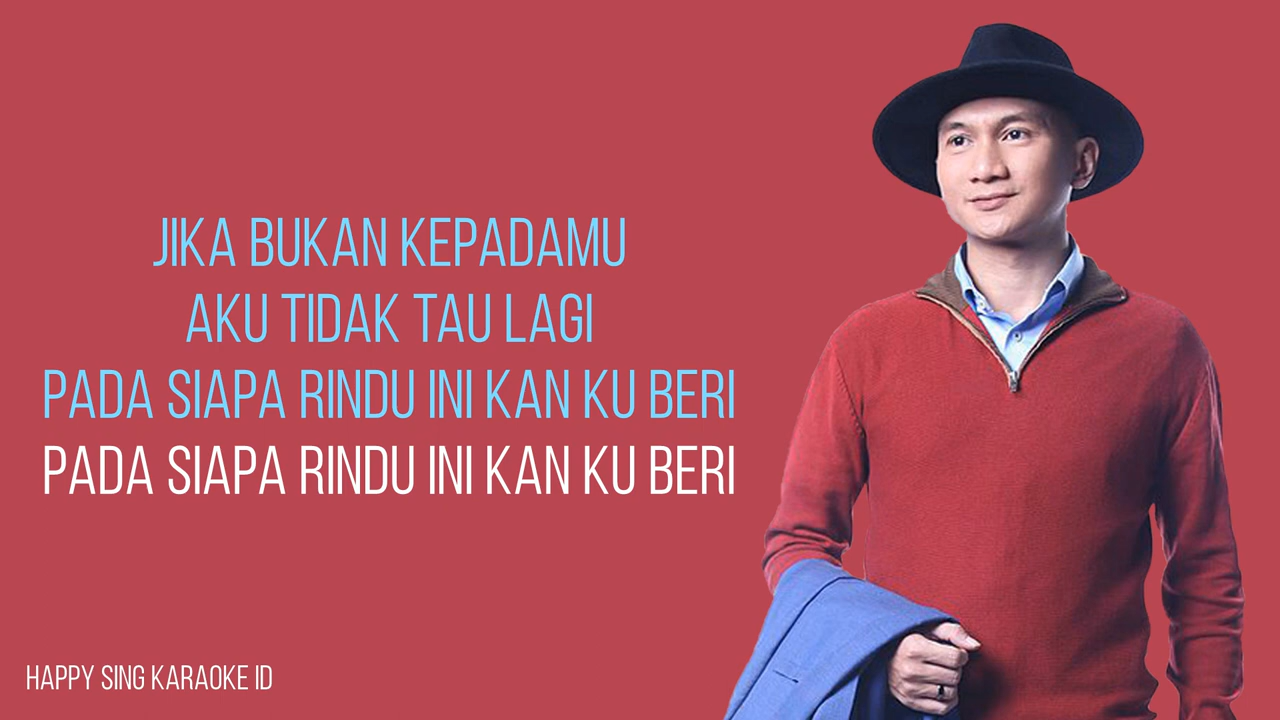 JIKA BUKAN KEPADAMU
AKU TIDAK TAU LAGI
PADA SIAPA RINDU INI KAN KU BERI
PADA SIAPA RINDU INI KAN KU BERI
HAPPY SING KARAOKE ID